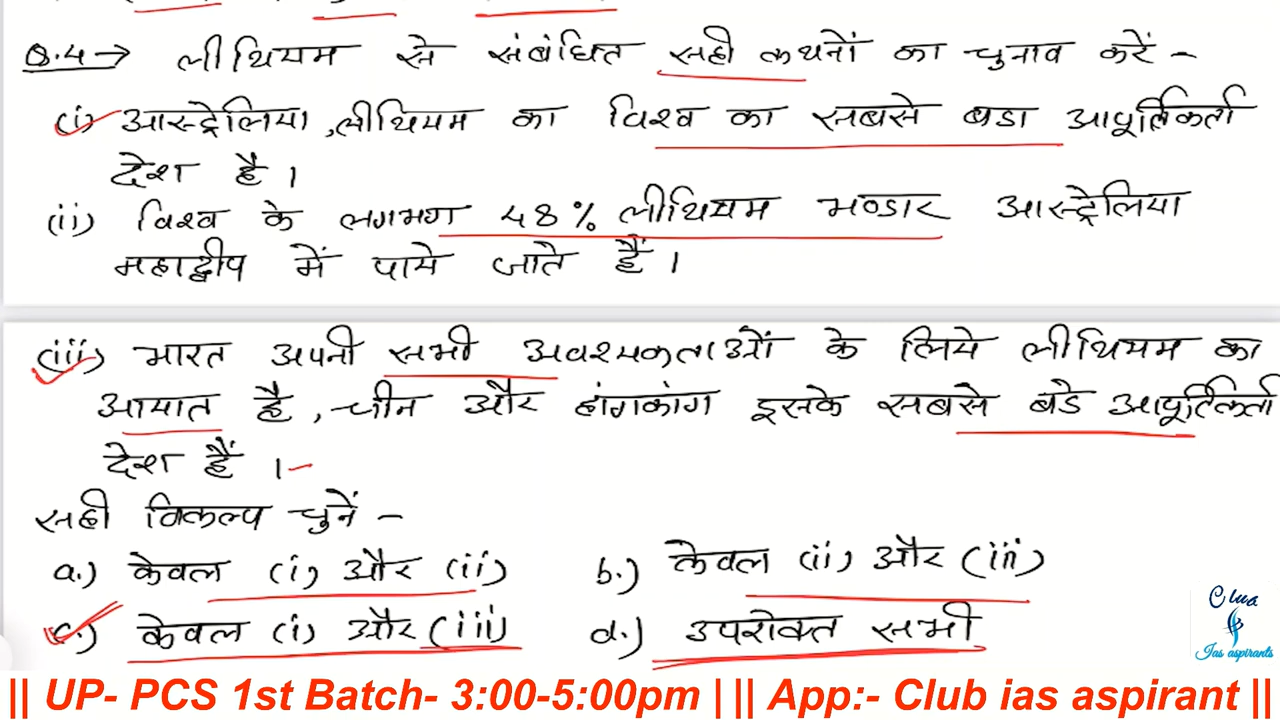 Q.4→ लीथियम से संबंधित सही कथनों का चुनाव करें -
(i) आस्ट्रेलिया, लीथियम का विश्व का सबसे बडा आपूर्तिकर्ता
देश है।
(ii) विश्व के लगभग 48% लीथियम भण्डार आस्ट्रेलिया
महाद्वीप में पाये जाते हैं।
(iii) भारत अपनी सभी अवश्यकताओं के लिये लीथियम का
आयात है, चीन और हांगकांग इसके सबसे बडे आपूर्तिकर्ता
देश हैं।
सही विकल्प चुनें -
a.) केवल (i) और (ii) b.) केवल (ii) और (iii)
c.) केवल (i) और (iii) d.) उपरोक्त सभी
Club
Ias aspirants
|| UP- PCS 1st Batch- 3:00-5:00pm | || App:- Club ias aspirant ||